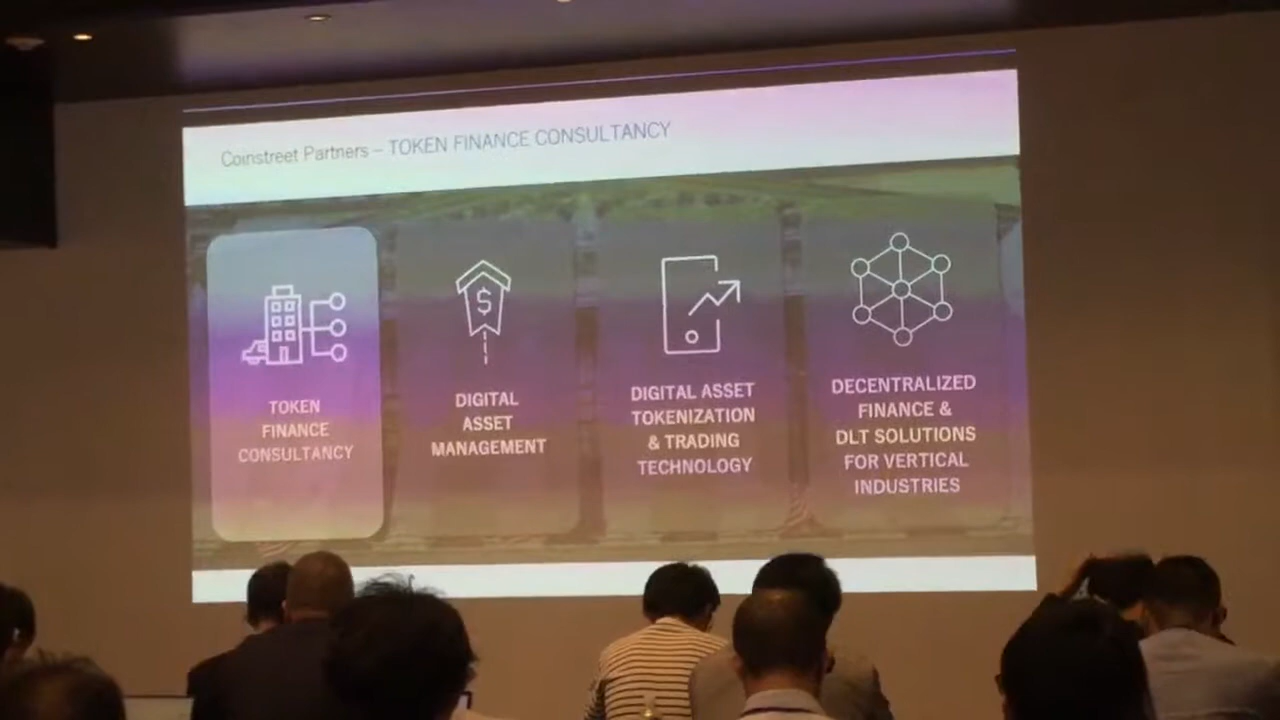 Coinstreet Partners – TOKEN FINANCE CONSULTANCY
TOKEN
FINANCE
CONSULTANCY
$
DIGITAL
ASSET
MANAGEMENT
DIGITAL ASSET
TOKENIZATION
& TRADING
TECHNOLOGY
DECENTRALIZED
FINANCE &
DLT SOLUTIONS
FOR VERTICAL
INDUSTRIES